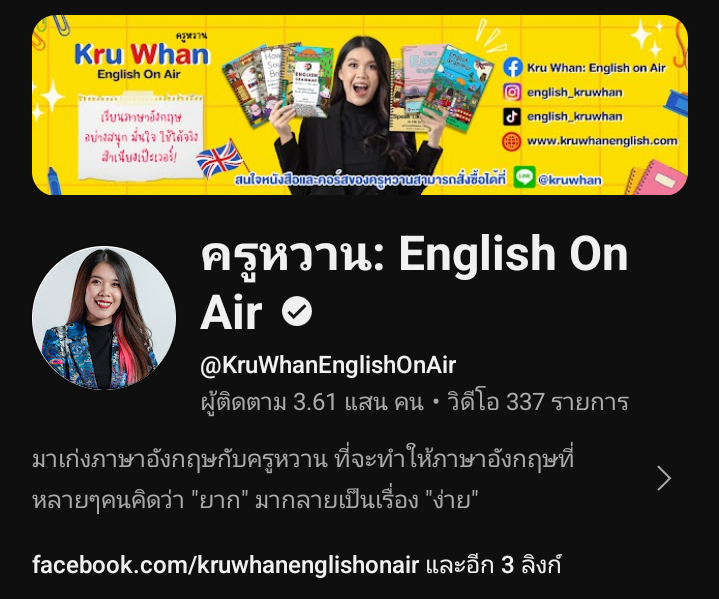 ครูหวาน
Kru Whan
English On Air
เรียนภาษาอังกฤษ
อย่างสนุก มั่นใจ ใช้ได้จริง
สำเนียงเป๊ะเวอร์!
ENGLISH
GRAMMAR
Kru Whan: English on Air
english_kruwhan
english_kruwhan
www.kruwhanenglish.com
สนใจหนังสือและคอร์สของครูหวานสามารถสั่งซื้อได้ที่ LINE @kruwhan
ครูหวาน: English On
Air
@KruWhanEnglishOnAir
ผู้ติดตาม 3.61 แสน คน • วิดีโอ 337 รายการ
มาเก่งภาษาอังกฤษกับครูหวาน ที่จะทำให้ภาษาอังกฤษที่
หลายๆคนคิดว่า "ยาก" มากลายเป็นเรื่อง "ง่าย"
facebook.com/kruwhanenglishonair และอีก 3 ลิงก์